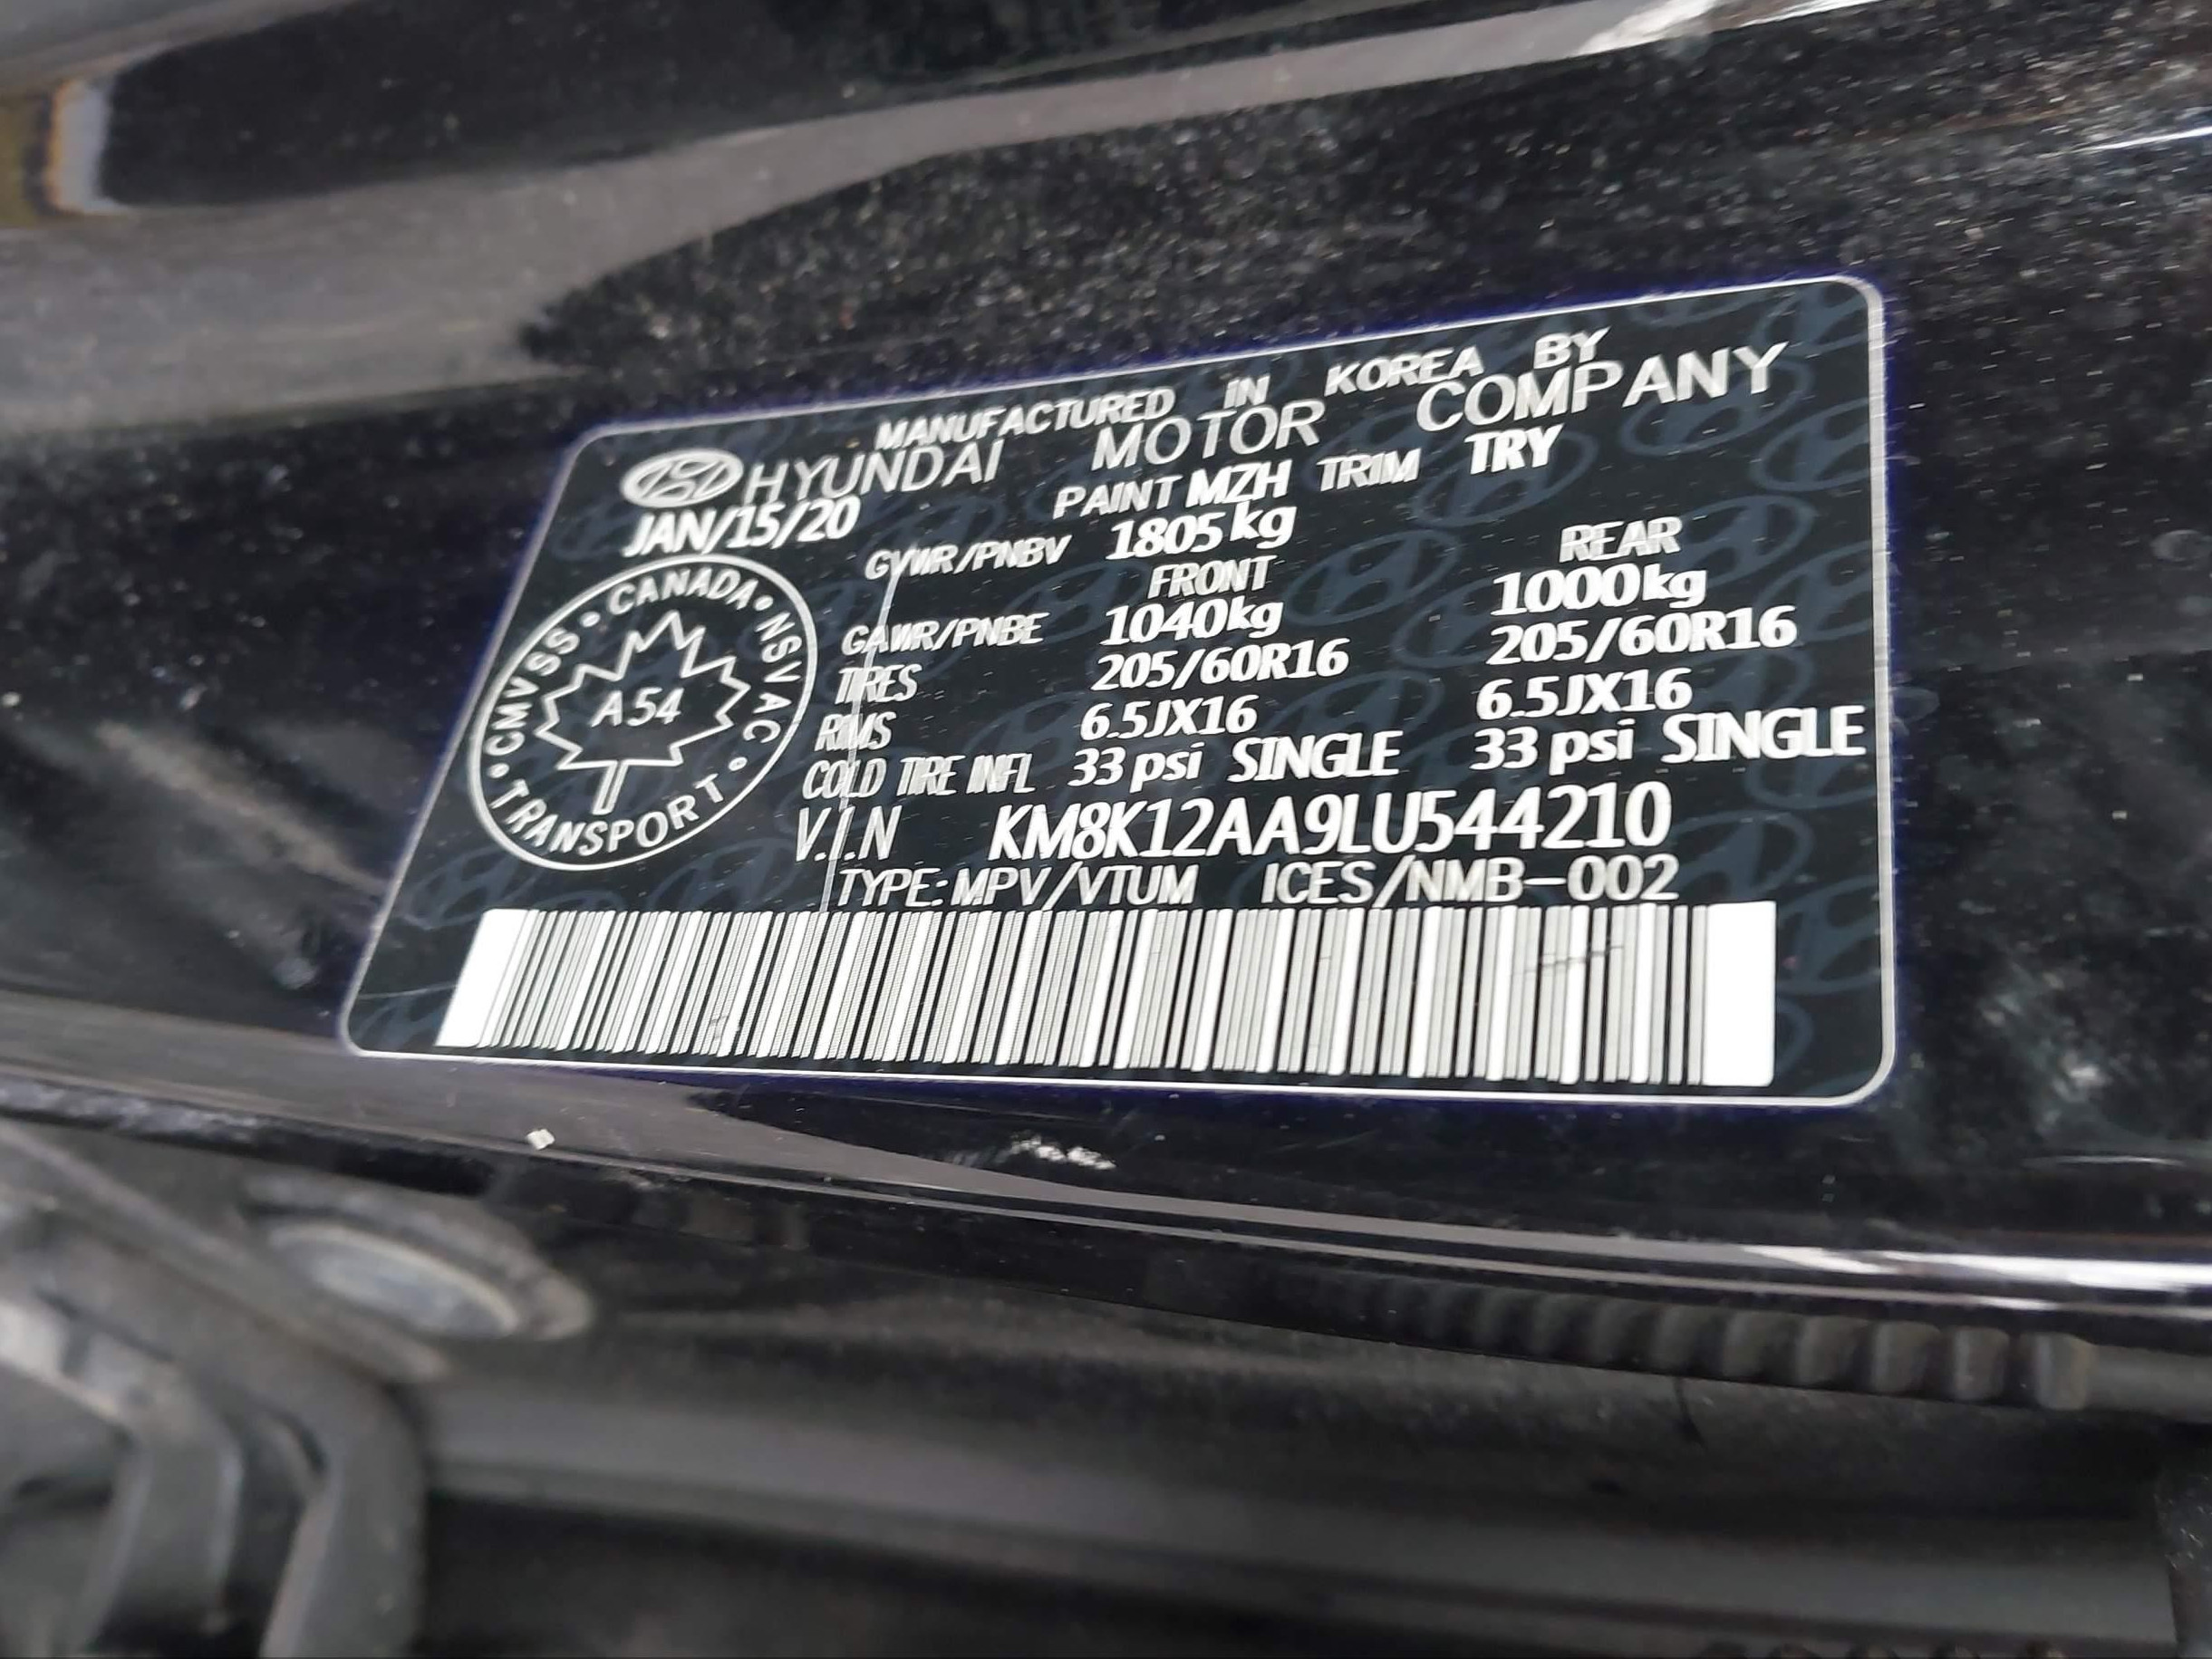 MANUFACTURED IN KOREA BY
HYUNDAI MOTOR COMPANY
JAN/15/20 PAINT MZH TRIM TRY
GVWR/PNBV 1805kg
FRONT REAR
GAWR/PNBE 1040kg 1000kg
TIRES 205/60R16 205/60R16
RIMS 6.5JX16 6.5JX16
COLD TIRE INFL 33 psi SINGLE 33 psi SINGLE
V.I.N KM8K12AA9LU544210
TYPE: MPV/VTUM ICES/NMB-002
CMVSS • CANADA • NSVAC • TRANSPORT •
A54